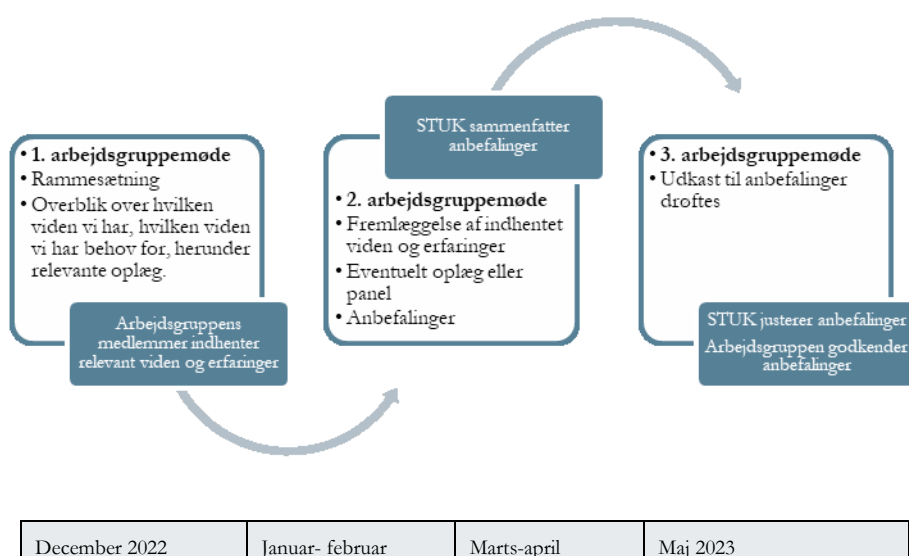 • 1. arbejdsgruppemøde
• Rammesætning
• Overblik over hvilken
viden vi har, hvilken viden
vi har behov for, herunder
relevante oplæg.
Arbejdsgruppens
medlemmer indhenter
relevant viden og erfaringer
STUK sammenfatter
anbefalinger
• 2. arbejdsgruppemøde
• Fremlæggelse af indhentet
viden og erfaringer
• Eventuelt oplæg eller
panel
• Anbefalinger
• 3. arbejdsgruppemøde
• Udkast til anbefalinger
drøftes
STUK justerer anbefalinger
Arbejdsgruppen godkender
anbefalinger
December 2022
Januar- februar
Marts-april
Maj 2023